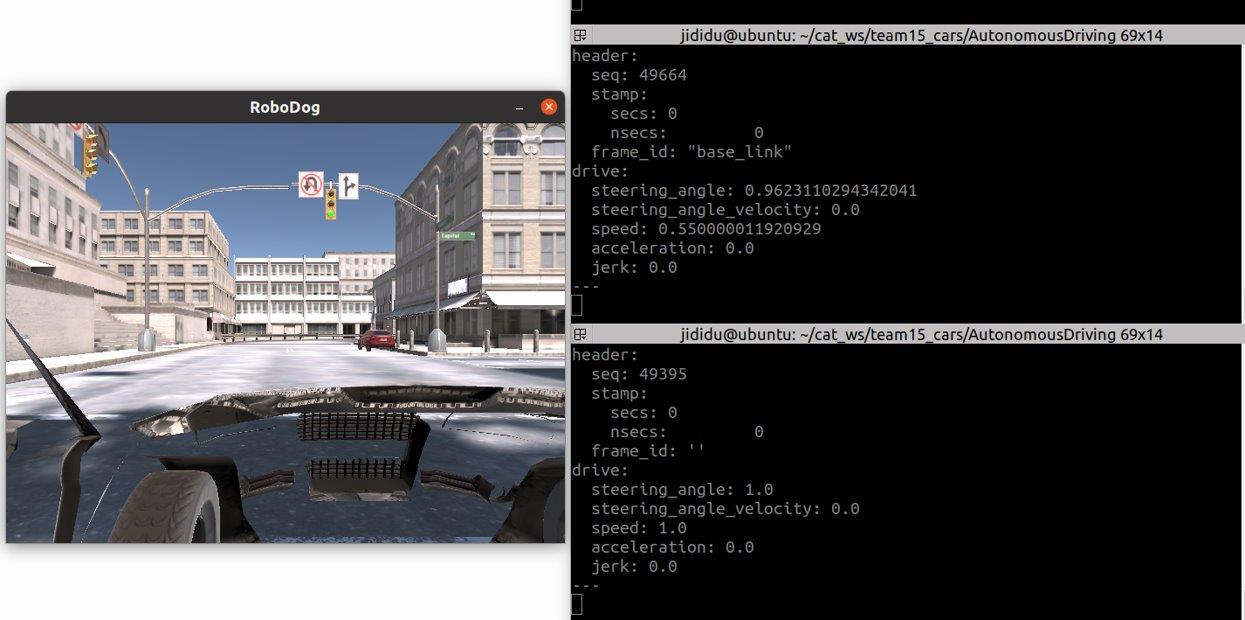 RoboDog
Capitol
jididu@ubuntu: ~/cat_ws/team15_cars/AutonomousDriving 69x14
header:
  seq: 49664
  stamp:
    secs: 0
    nsecs:         0
  frame_id: "base_link"
drive:
  steering_angle: 0.9623110294342041
  steering_angle_velocity: 0.0
  speed: 0.550000011920929
  acceleration: 0.0
  jerk: 0.0
---
jididu@ubuntu: ~/cat_ws/team15_cars/AutonomousDriving 69x14
header:
  seq: 49395
  stamp:
    secs: 0
    nsecs:         0
  frame_id: ''
drive:
  steering_angle: 1.0
  steering_angle_velocity: 0.0
  speed: 1.0
  acceleration: 0.0
  jerk: 0.0
---